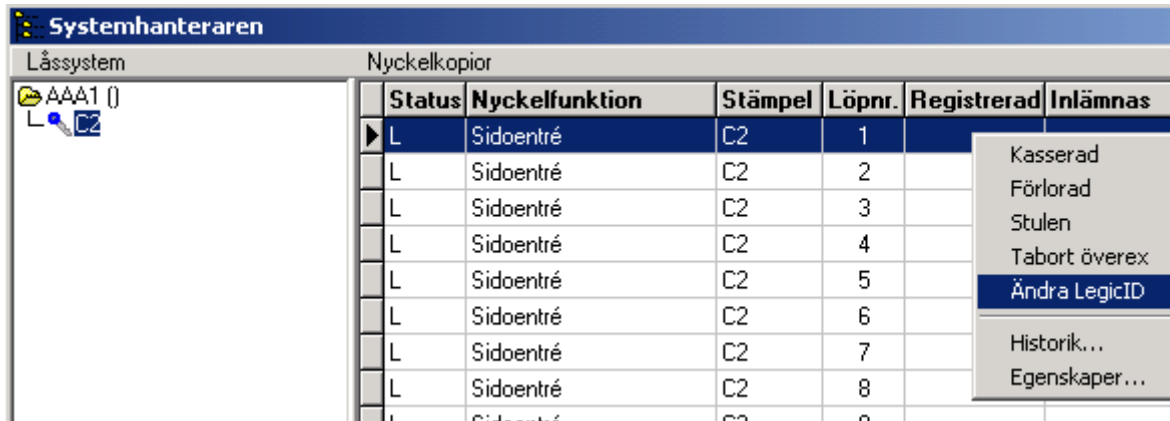 Systemhanteraren
Låssystem Nyckelkopior
AAA1 ()
C2
Status Nyckelfunktion Stämpel Löpnr. Registrerad Inlämnas
L Sidoentré C2 1
L Sidoentré C2 2
L Sidoentré C2 3
L Sidoentré C2 4
L Sidoentré C2 5
L Sidoentré C2 6
L Sidoentré C2 7
L Sidoentré C2 8
Kasserad
Förlorad
Stulen
Tabort överex
Ändra LegicID
Historik...
Egenskaper...